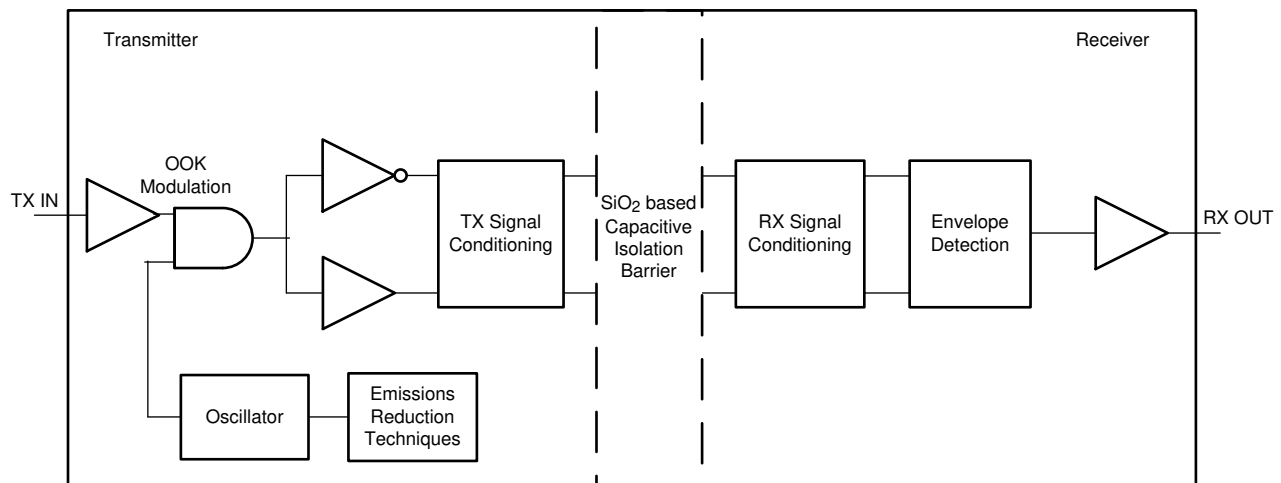 Transmitter
Receiver
TX IN
OOK
Modulation
TX Signal
Conditioning
SiO2 based
Capacitive
Isolation
Barrier
RX Signal
Conditioning
Envelope
Detection
RX OUT
Oscillator
Emissions
Reduction
Techniques